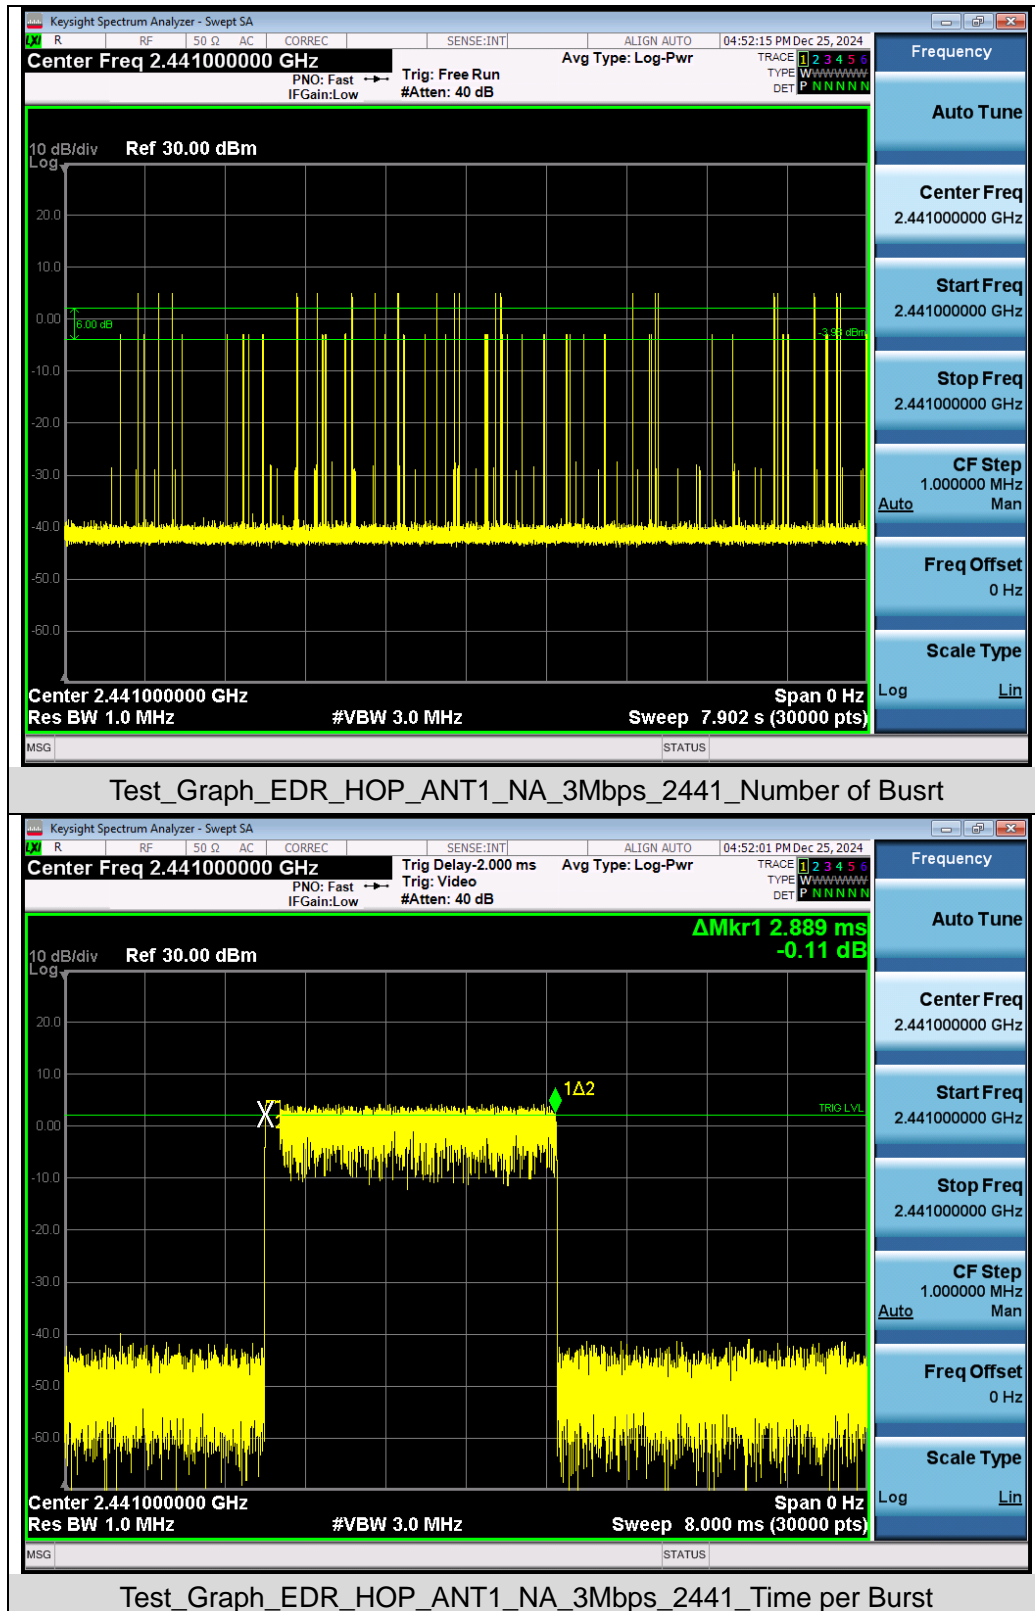 Keysight Spectrum Analyzer - Swept SA
LXI R RF 50 Ω AC CORREC SENSE:INT ALIGN AUTO 04:52:15 PM Dec 25, 2024
Center Freq 2.441000000 GHz
PNO: Fast
IFGain:Low
Trig: Free Run
#Atten: 40 dB
Avg Type: Log-Pwr
TRACE 1 2 3 4 5 6
TYPE WWWWWW
DET P N N N N N
10 dB/div
Log
Ref 30.00 dBm
20.0
10.0
0.00
-10.0
-20.0
-30.0
-40.0
-50.0
-60.0
6.00 dB
Center 2.441000000 GHz
Span 0 Hz
Res BW 1.0 MHz
#VBW 3.0 MHz
Sweep 7.902 s (30000 pts)
MSG
STATUS
Frequency
Auto Tune
Center Freq
2.441000000 GHz
Start Freq
2.441000000 GHz
Stop Freq
2.441000000 GHz
CF Step
1.000000 MHz
Auto Man
Freq Offset
0 Hz
Scale Type
Log Lin
Test_Graph_EDR_HOP_ANT1_NA_3Mbps_2441_Number of Busrt
Keysight Spectrum Analyzer - Swept SA
LXI R RF 50 Ω AC CORREC SENSE:INT ALIGN AUTO 04:52:01 PM Dec 25, 2024
Center Freq 2.441000000 GHz
PNO: Fast
IFGain:Low
Trig Delay-2.000 ms
Trig: Video
#Atten: 40 dB
Avg Type: Log-Pwr
TRACE 1 2 3 4 5 6
TYPE WWWWWW
DET P N N N N N
ΔMkr1 2.889 ms
-0.11 dB
10 dB/div
Log
Ref 30.00 dBm
20.0
10.0
0.00
-10.0
-20.0
-30.0
-40.0
-50.0
-60.0
1Δ2
TRIG LVL
Center 2.441000000 GHz
Span 0 Hz
Res BW 1.0 MHz
#VBW 3.0 MHz
Sweep 8.000 ms (30000 pts)
MSG
STATUS
Frequency
Auto Tune
Center Freq
2.441000000 GHz
Start Freq
2.441000000 GHz
Stop Freq
2.441000000 GHz
CF Step
1.000000 MHz
Auto Man
Freq Offset
0 Hz
Scale Type
Log Lin
Test_Graph_EDR_HOP_ANT1_NA_3Mbps_2441_Time per Burst